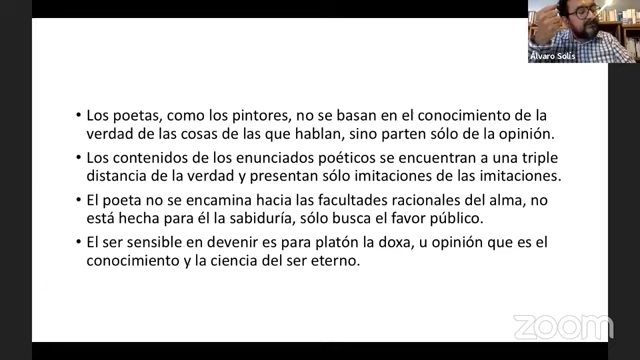 Álvaro Solís
• Los poetas, como los pintores, no se basan en el conocimiento de la
verdad de las cosas de las que hablan, sino parten sólo de la opinión.
• Los contenidos de los enunciados poéticos se encuentran a una triple
distancia de la verdad y presentan sólo imitaciones de las imitaciones.
• El poeta no se encamina hacia las facultades racionales del alma, no
está hecha para él la sabiduría, sólo busca el favor público.
• El ser sensible en devenir es para platón la doxa, u opinión que es el
conocimiento y la ciencia del ser eterno.
zoom